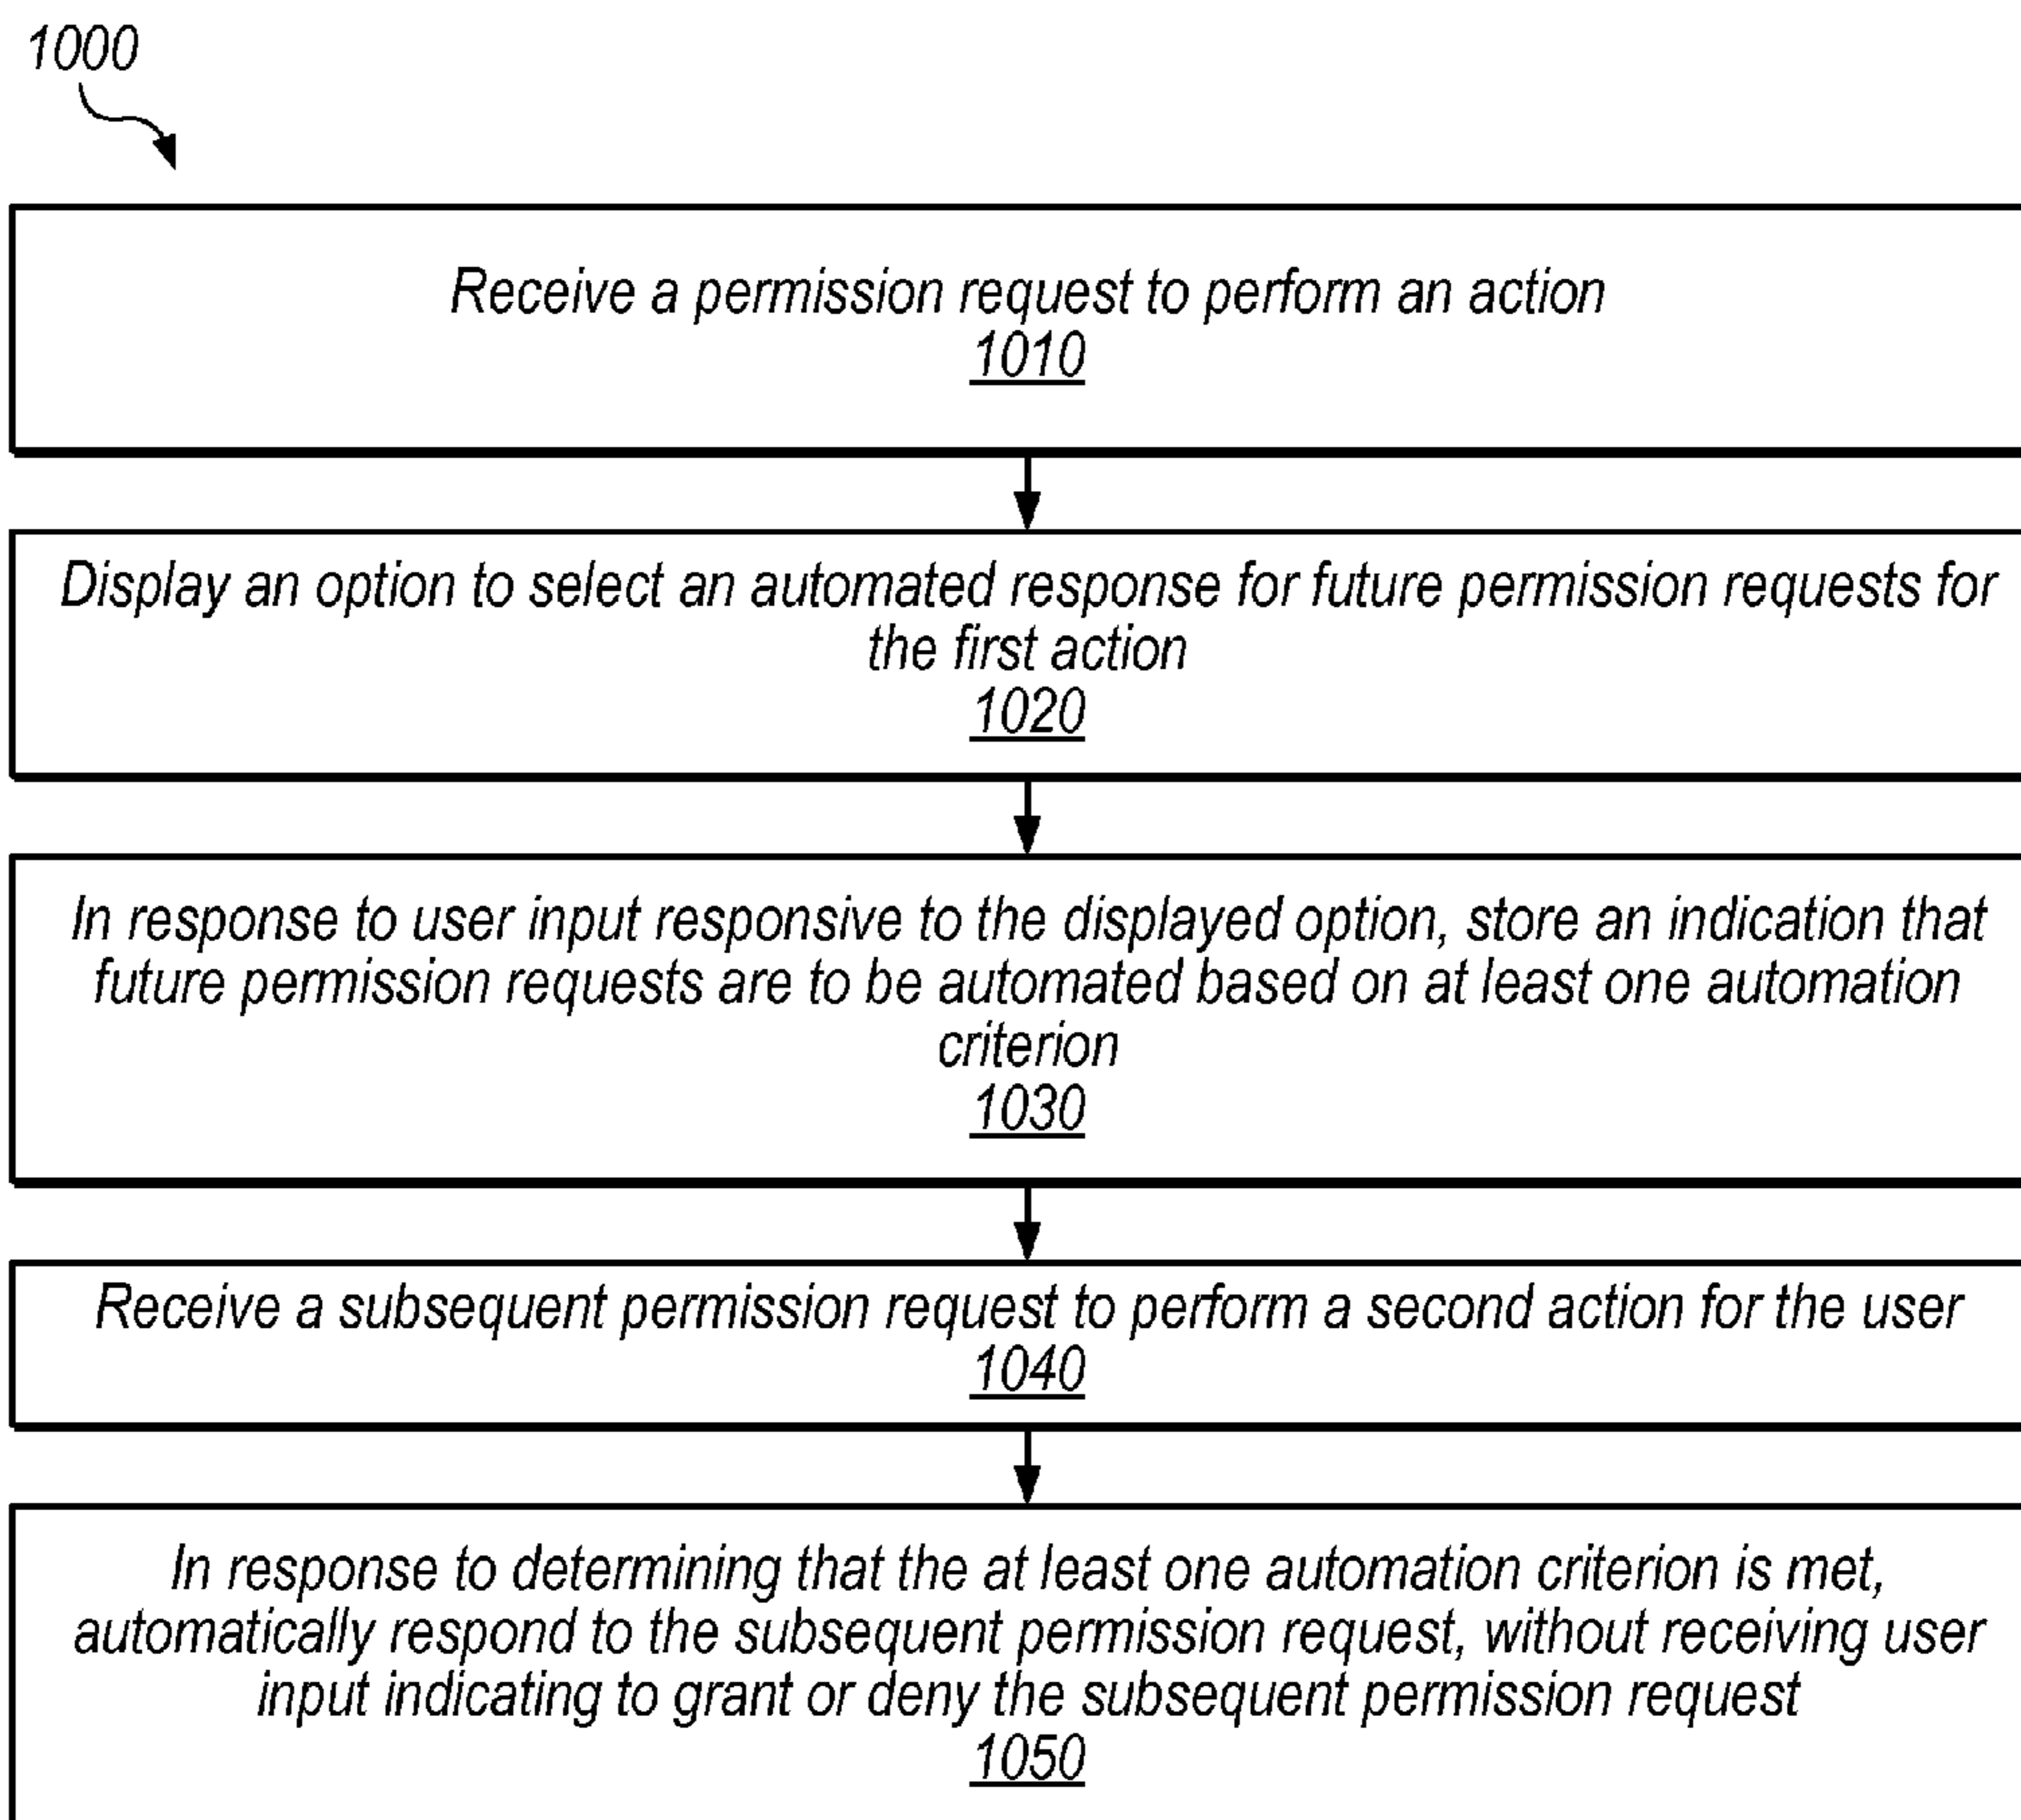 1000
Receive a permission request to perform an action
1010
Display an option to select an automated response for future permission requests for
the first action
1020
In response to user input responsive to the displayed option, store an indication that
future permission requests are to be automated based on at least one automation
criterion
1030
Receive a subsequent permission request to perform a second action for the user
1040
In response to determining that the at least one automation criterion is met,
automatically respond to the subsequent permission request, without receiving user
input indicating to grant or deny the subsequent permission request
1050